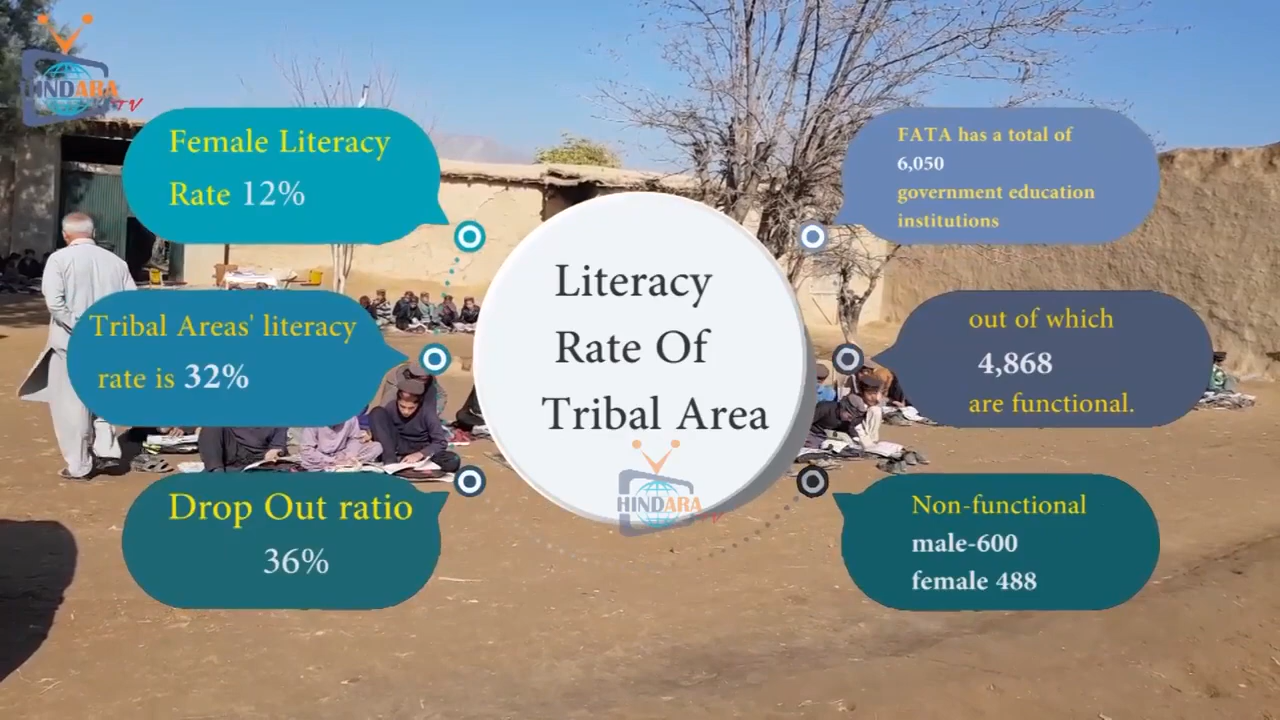 HINDARA
TV
Female Literacy
Rate 12%
Tribal Areas' literacy
rate is 32%
Drop Out ratio
36%
Literacy
Rate Of
Tribal Area
HINDARA
TV
FATA has a total of
6,050
government education
institutions
out of which
4,868
are functional.
Non-functional
male-600
female 488